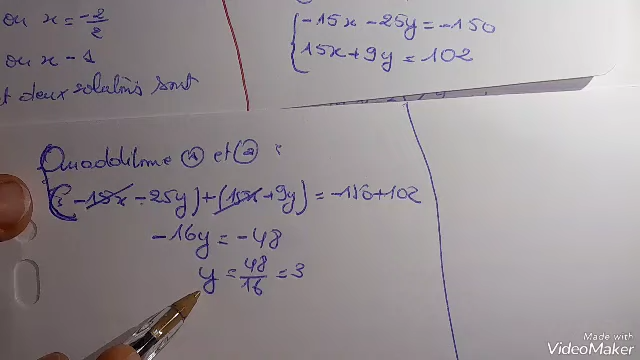 ou x = -2/2
ou x - 1
et deux solutions sont
{ -15x - 25y = -150
15x + 9y = 102
① et ② :
(-15x - 25y) + (15x + 9y) = -150 + 102
-16y = -48
y = 48/16 = 3
Made with
VideoMaker